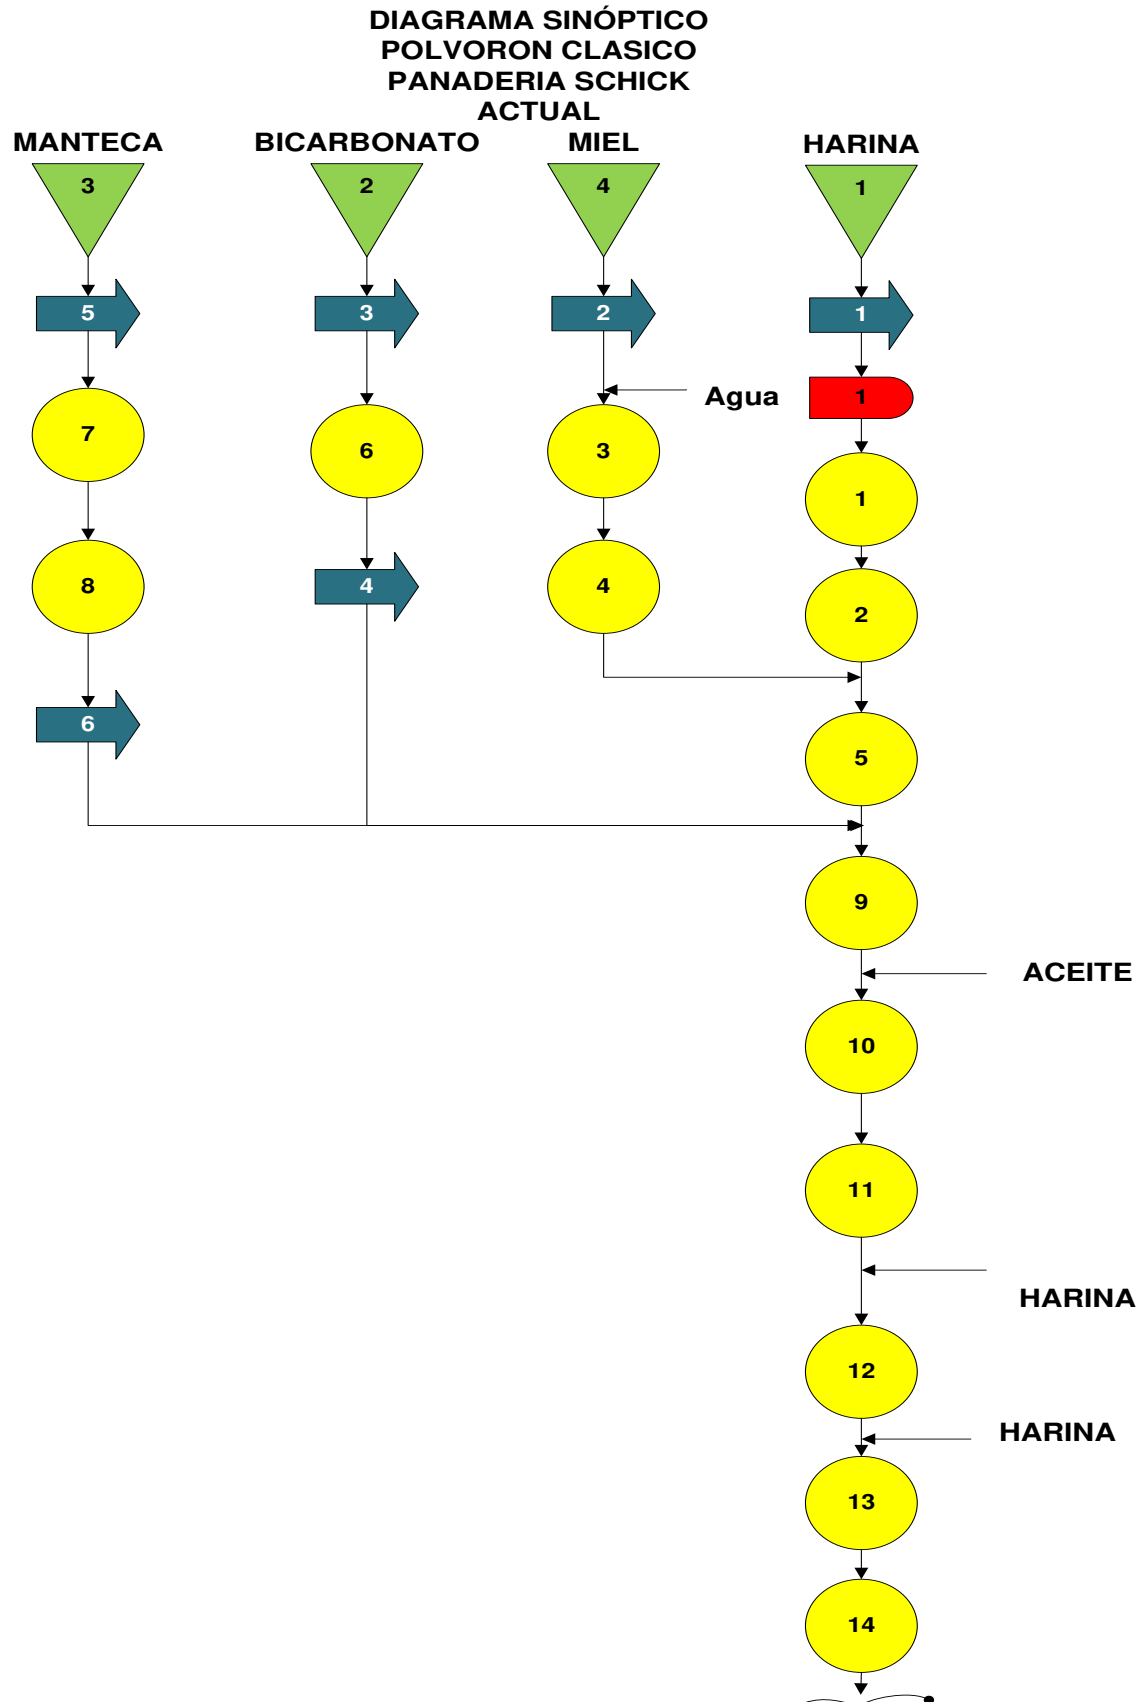 DIAGRAMA SINÓPTICO
POLVORON CLASICO
PANADERIA SCHICK
ACTUAL
MANTECA BICARBONATO MIEL HARINA
3 2 4 1
5 3 2 1
Agua 1
7 6 3 1
8 4 4 2
6 5
9
ACEITE
10
11
HARINA
12
HARINA
13
14